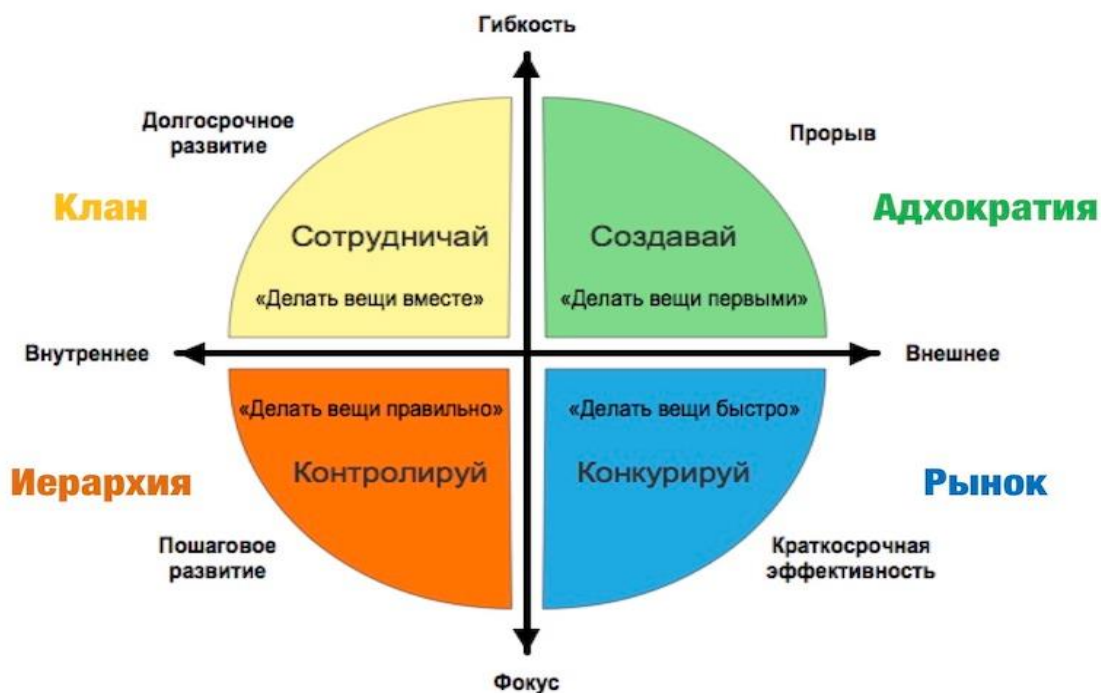 Гибкость
Долгосрочное
развитие
Прорыв
Клан
Адхократия
Сотрудничай
Создавай
«Делать вещи вместе»
«Делать вещи первыми»
Внутреннее
Внешнее
«Делать вещи правильно»
«Делать вещи быстро»
Контролируй
Конкурируй
Иерархия
Рынок
Пошаговое
развитие
Краткосрочная
эффективность
Фокус